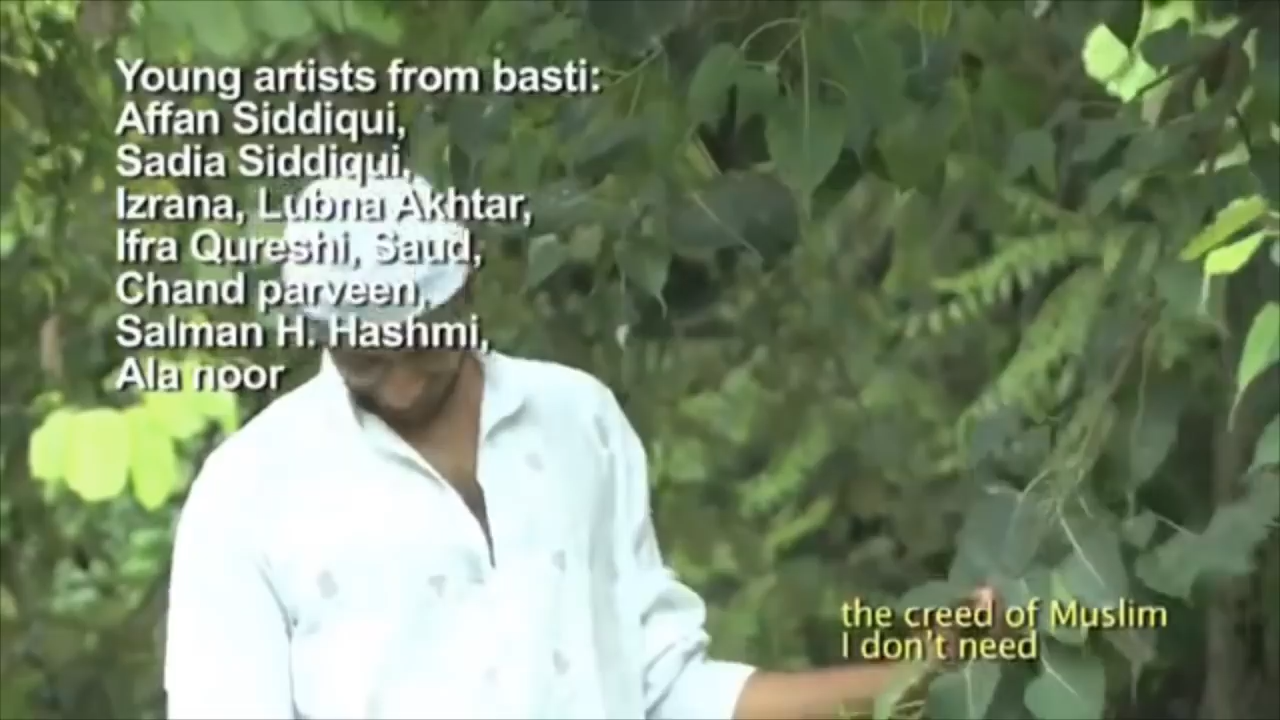 Young artists from basti:
Affan Siddiqui,
Sadia Siddiqui,
Izrana, Lubna Akhtar,
Ifra Qureshi, Saud,
Chand parveen,
Salman H. Hashmi,
Ala noor
the creed of Muslim
I don't need